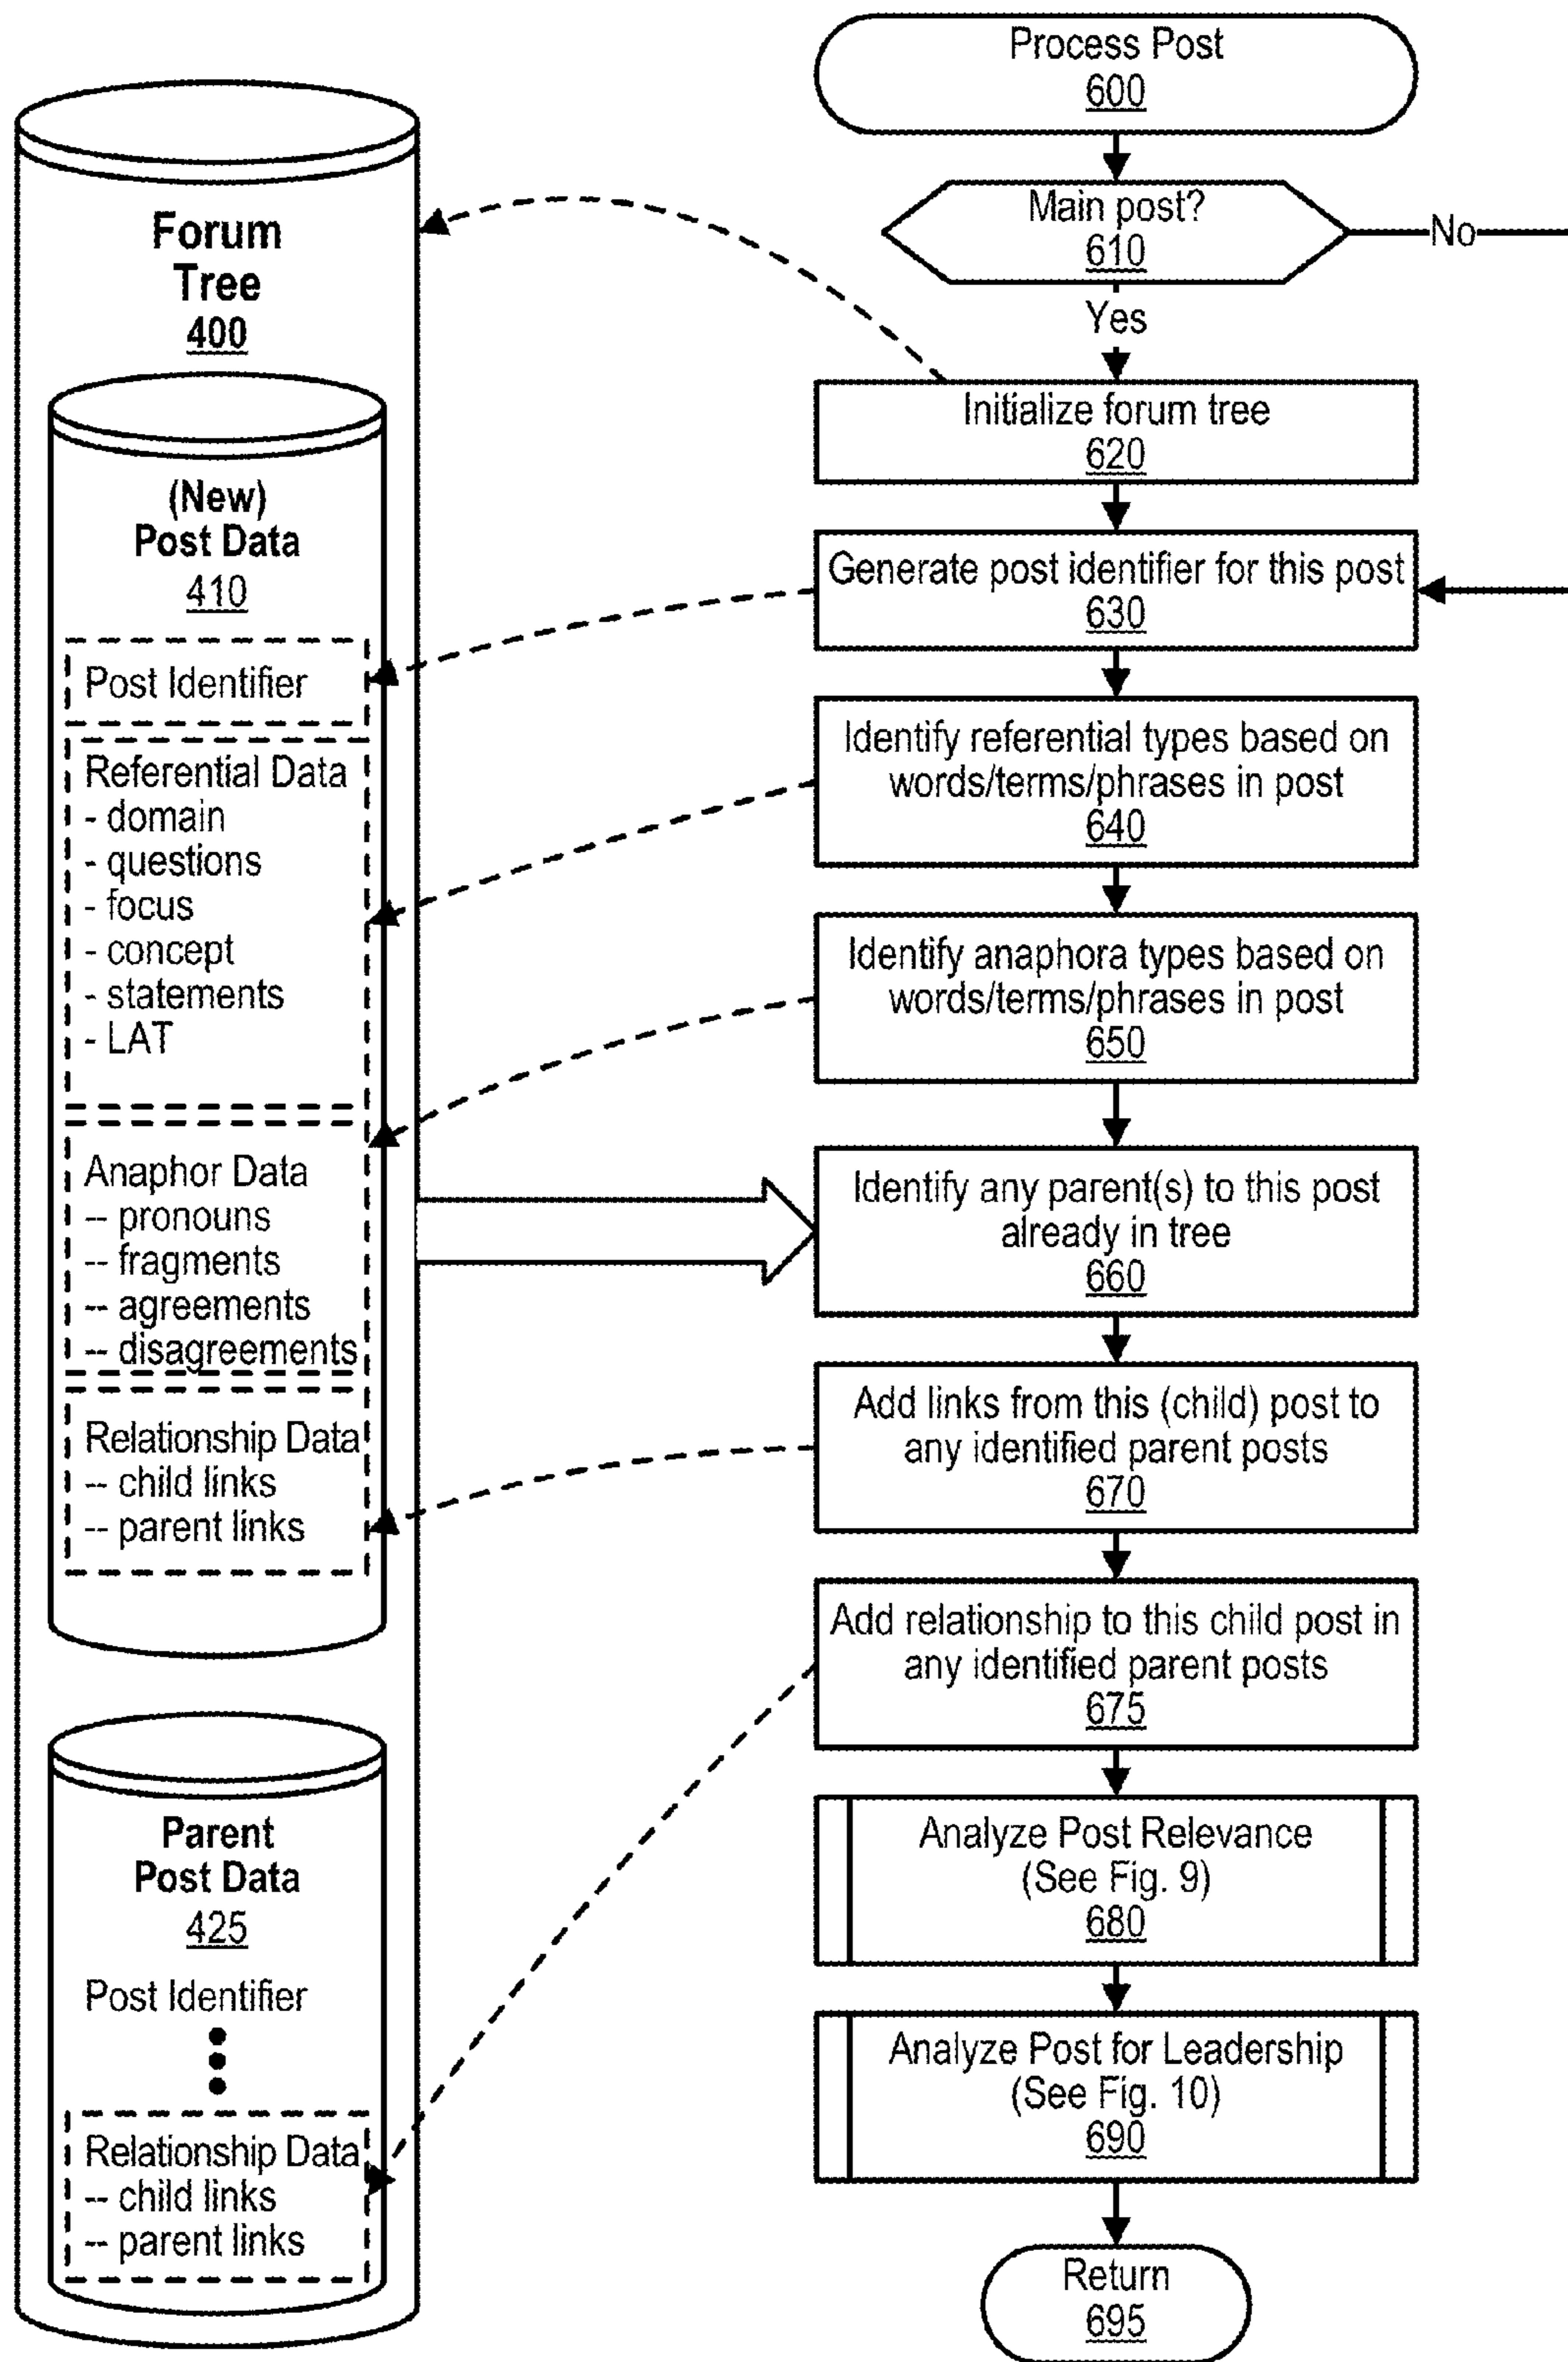 Forum
Tree
400
(New)
Post Data
410
Post Identifier
Referential Data
- domain
- questions
- focus
- concept
- statements
- LAT
Anaphor Data
-- pronouns
-- fragments
-- agreements
-- disagreements
Relationship Data
-- child links
-- parent links
Parent
Post Data
425
Post Identifier
Relationship Data
-- child links
-- parent links
Process Post
600
Main post?
610
No
Yes
Initialize forum tree
620
Generate post identifier for this post
630
Identify referential types based on
words/terms/phrases in post
640
Identify anaphora types based on
words/terms/phrases in post
650
Identify any parent(s) to this post
already in tree
660
Add links from this (child) post to
any identified parent posts
670
Add relationship to this child post in
any identified parent posts
675
Analyze Post Relevance
(See Fig. 9)
680
Analyze Post for Leadership
(See Fig. 10)
690
Return
695